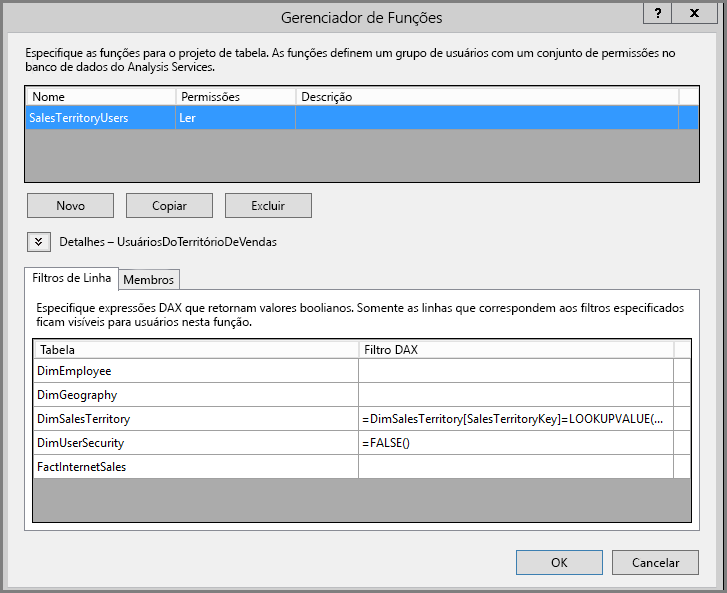 Gerenciador de Funções
?
x
Especifique as funções para o projeto de tabela. As funções definem um grupo de usuários com um conjunto de permissões no
banco de dados do Analysis Services.
Nome Permissões Descrição
SalesTerritoryUsers Ler
Novo Copiar Excluir
Detalhes – UsuáriosDoTerritórioDeVendas
Filtros de Linha Membros
Especifique expressões DAX que retornam valores boolianos. Somente as linhas que correspondem aos filtros especificados
ficam visíveis para usuários nesta função.
Tabela Filtro DAX
DimEmployee
DimGeography
DimSalesTerritory =DimSalesTerritory[SalesTerritoryKey]=LOOKUPVALUE(...
DimUserSecurity =FALSE()
FactInternetSales
OK Cancelar